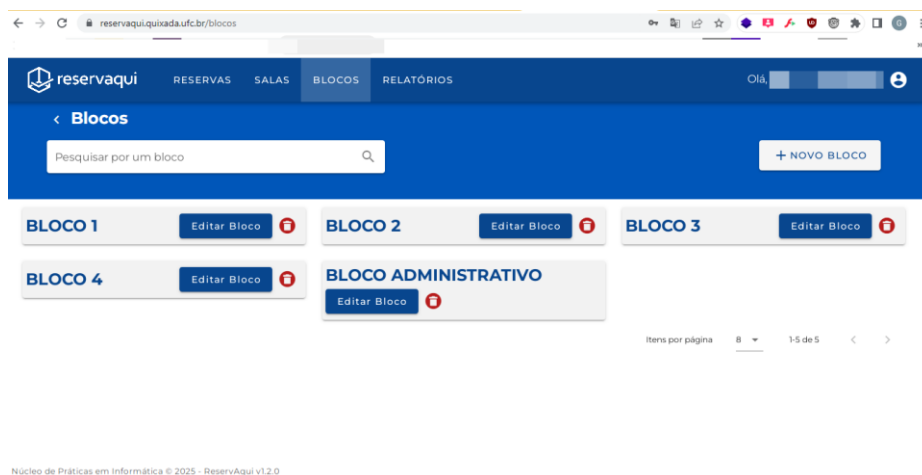 reservaqui.quixada.ufc.br/blocos
reservaqui RESERVAS SALAS BLOCOS RELATÓRIOS Olá,
Blocos
Pesquisar por um bloco + NOVO BLOCO
BLOCO 1 Editar Bloco BLOCO 2 Editar Bloco BLOCO 3 Editar Bloco
BLOCO 4 Editar Bloco BLOCO ADMINISTRATIVO
Editar Bloco
Itens por página 8 1-5 de 5
Núcleo de Práticas em Informática © 2025 - ReservAqui v1.2.0